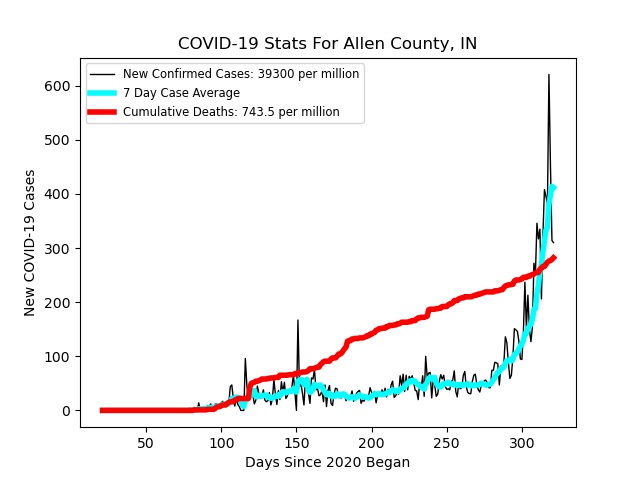 COVID-19 Stats For Allen County, IN
New Confirmed Cases: 39300 per million
7 Day Case Average
Cumulative Deaths: 743.5 per million
New COVID-19 Cases
600
500
400
300
200
100
0
50 100 150 200 250 300
Days Since 2020 Began